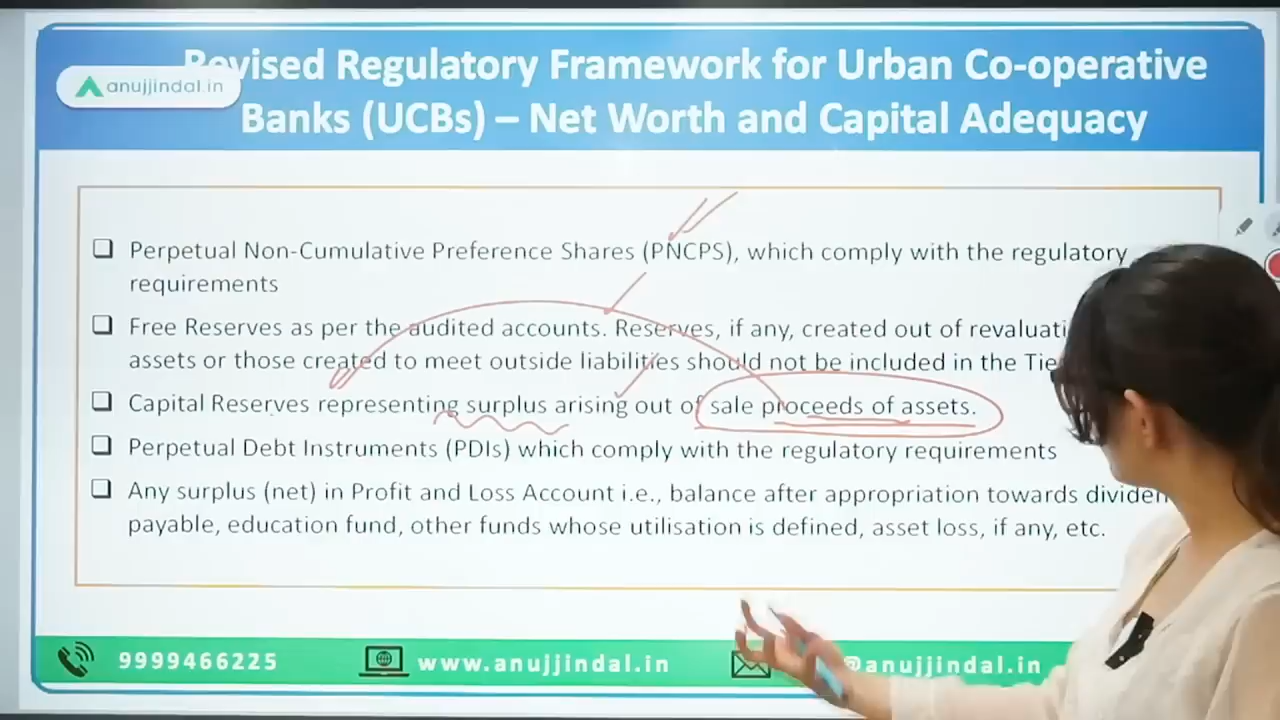 Revised Regulatory Framework for Urban Co-operative
anujjindal.in
Banks (UCBs) – Net Worth and Capital Adequacy
❑ Perpetual Non-Cumulative Preference Shares (PNCPS), which comply with the regulatory
requirements
❑ Free Reserves as per the audited accounts. Reserves, if any, created out of
assets or those created to meet outside liabilities should not be included in the
❑ Capital Reserves representing surplus arising out of sale proceeds of assets.
❑ Perpetual Debt Instruments (PDIs) which comply with the regulatory requirements
❑ Any surplus (net) in Profit and Loss Account i.e., balance after appropriation towards
payable, education fund, other funds whose utilisation is defined, asset loss, if any, etc.
9999466225
www.anujjindal.in
@anujjindal.in